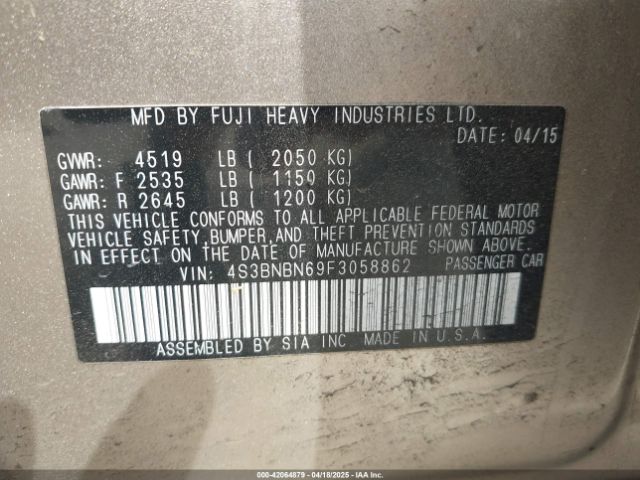 MFD BY FUJI HEAVY INDUSTRIES LTD.
DATE: 04/15
GVWR: 4519 LB ( 2050 KG)
GAWR: F 2535 LB ( 1150 KG)
GAWR: R 2645 LB ( 1200 KG)
THIS VEHICLE CONFORMS TO ALL APPLICABLE FEDERAL MOTOR
VEHICLE SAFETY,BUMPER,AND THEFT PREVENTION STANDARDS
IN EFFECT ON THE DATE OF MANUFACTURE SHOWN ABOVE.
VIN: 4S3BNBN69F3058862 PASSENGER CAR
ASSEMBLED BY SIA INC. MADE IN U.S.A.
000-42064879 | 04/18/2025 - IAA Inc.